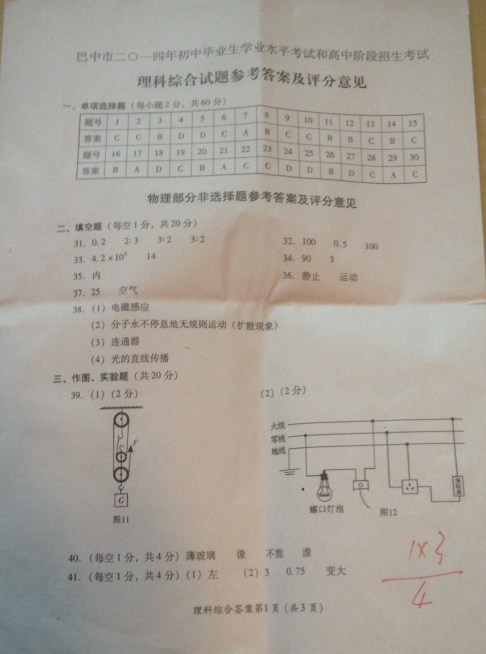 巴中市二〇一四年初中毕业生学业水平考试和高中阶段招生考试
理科综合试题参考答案及评分意见
一、单项选择题（每小题2分，共60分）
题号 1 2 3 4 5 6 7 8 9 10 11 12 13 14 15
答案 C C B D D C A B C C B B C B C
题号 16 17 18 19 20 21 22 23 24 25 26 27 28 29 30
答案 B A D C B A C C D D B D C A C
物理部分非选择题参考答案及评分意见
二、填空题（每空1分，共20分）
31. 0.2 2:3 3:2 3:2 32. 100 0.5 100
33. 4.2×10⁵ 14 34. 90 3
35. 内 36. 静止 运动
37. 25 空气
38.（1）电磁感应
（2）分子永不停息地无规则运动（扩散现象）
（3）连通器
（4）光的直线传播
三、作图、实验题（共20分）
39.（1）（2分） （2）（2分）
火线
零线
地线
F
G
图11
螺口灯泡
图12
40.（每空1分，共4分）薄玻璃 像 不能 虚
41.（每空1分，共4分）（1）左 （2）3 0.75 变大
1×3
4
理科综合答案第1页（共3页）